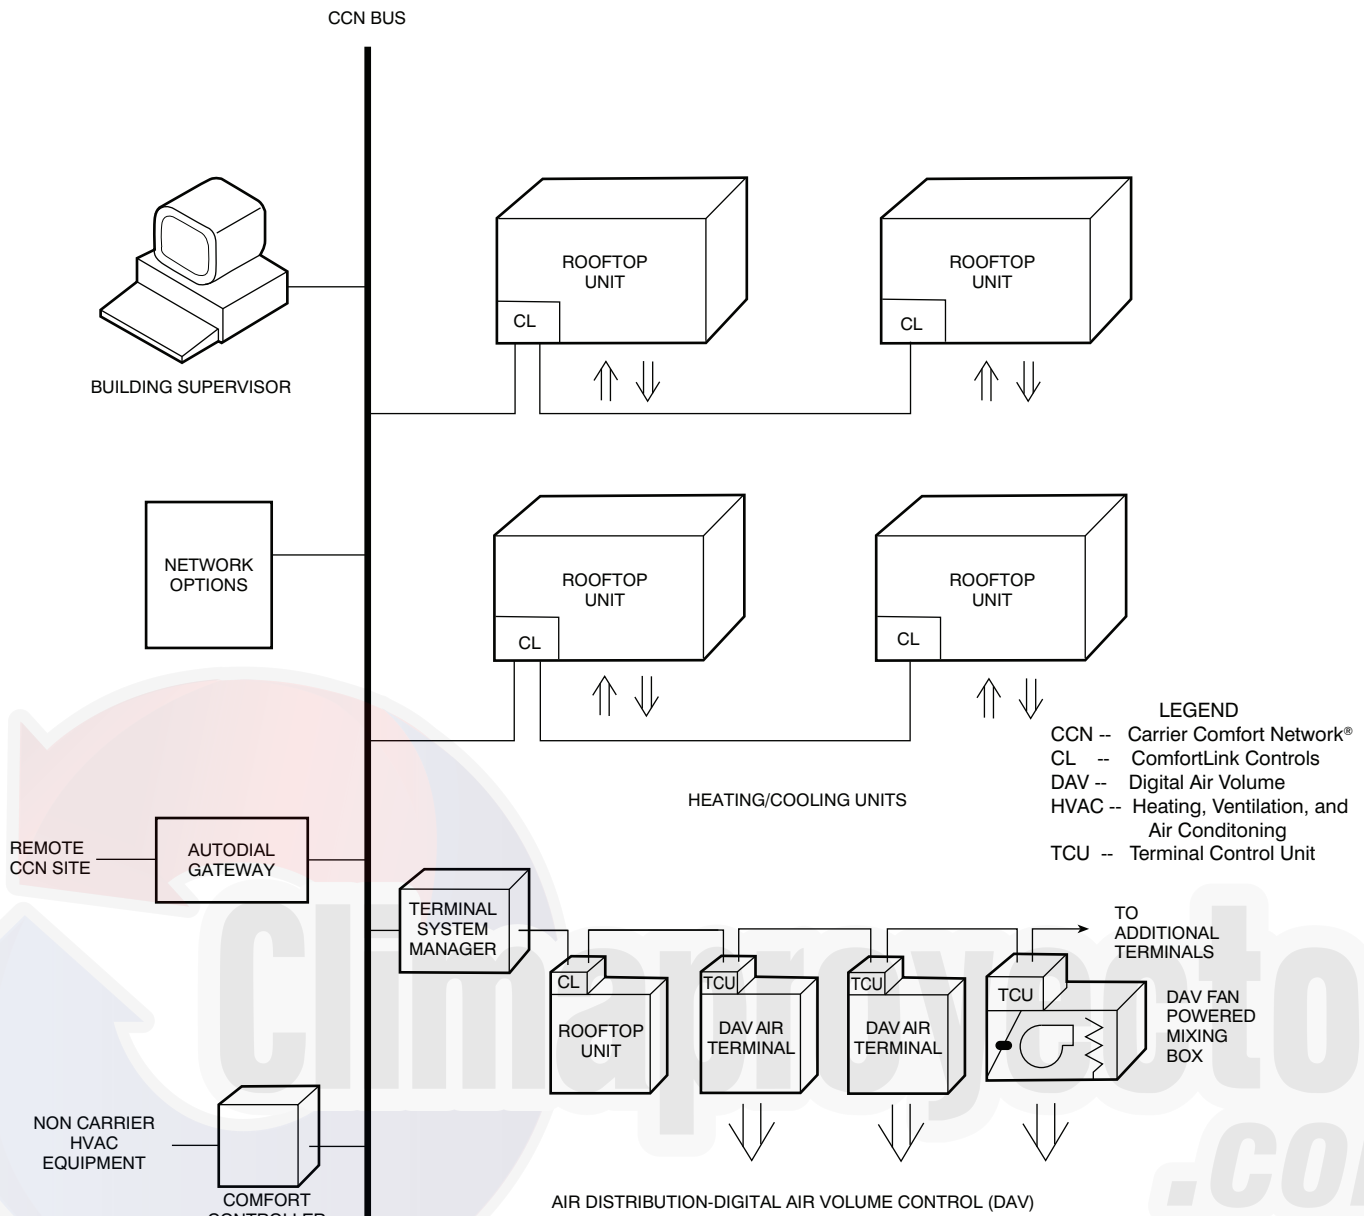 CCN BUS
ROOFTOP
UNIT
CL
ROOFTOP
UNIT
CL
BUILDING SUPERVISOR
NETWORK
OPTIONS
ROOFTOP
UNIT
CL
ROOFTOP
UNIT
CL
LEGEND
CCN -- Carrier Comfort Network®
CL -- ComfortLink Controls
DAV -- Digital Air Volume
HVAC -- Heating, Ventilation, and
Air Conditoning
TCU -- Terminal Control Unit
HEATING/COOLING UNITS
REMOTE
CCN SITE
AUTODIAL
GATEWAY
TERMINAL
SYSTEM
MANAGER
TO
ADDITIONAL
TERMINALS
CL
ROOFTOP
UNIT
TCU
DAV AIR
TERMINAL
TCU
DAV AIR
TERMINAL
TCU
DAV FAN
POWERED
MIXING
BOX
NON CARRIER
HVAC
EQUIPMENT
COMFORT
CONTROLLER
AIR DISTRIBUTION-DIGITAL AIR VOLUME CONTROL (DAV)
Climaproyecto
.com